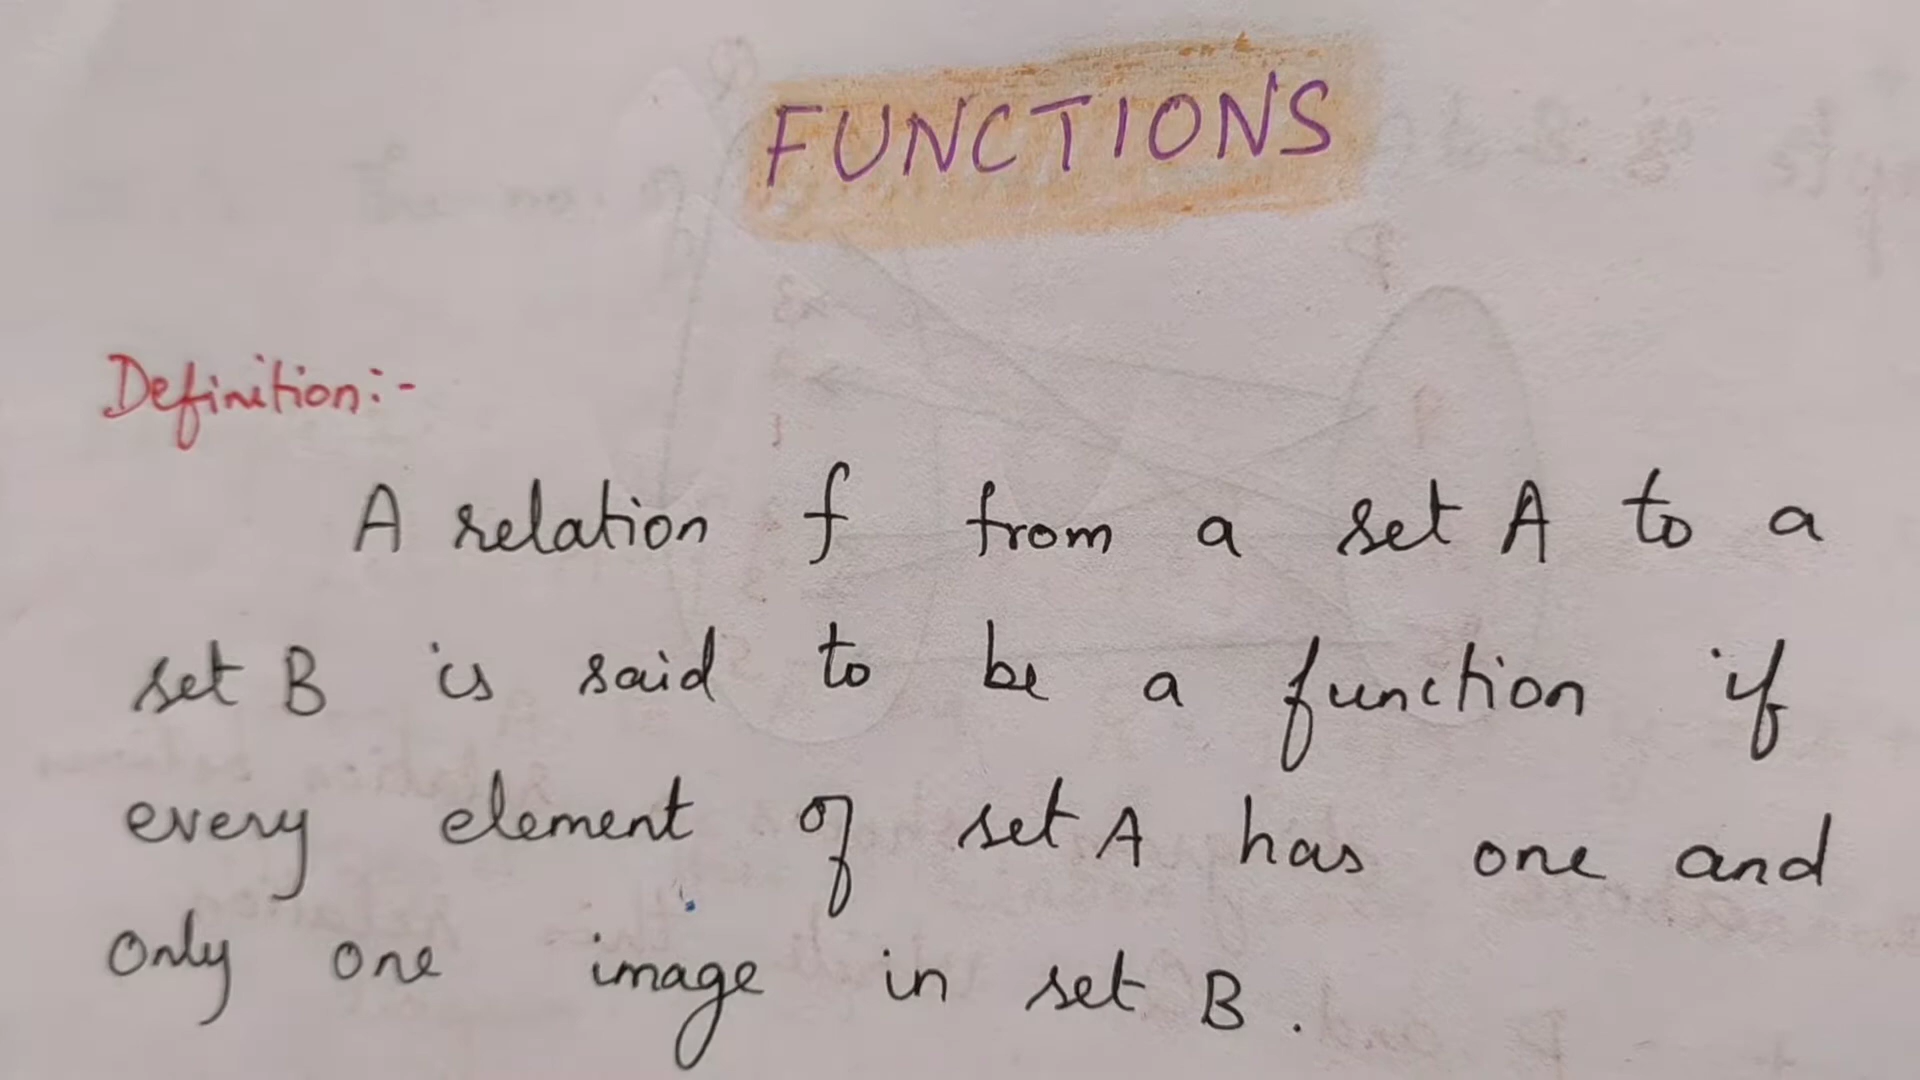 FUNCTIONS
Definition:-
A relation f from a set A to a
set B is said to be a function if
every element of set A has one and
only one image in set B.